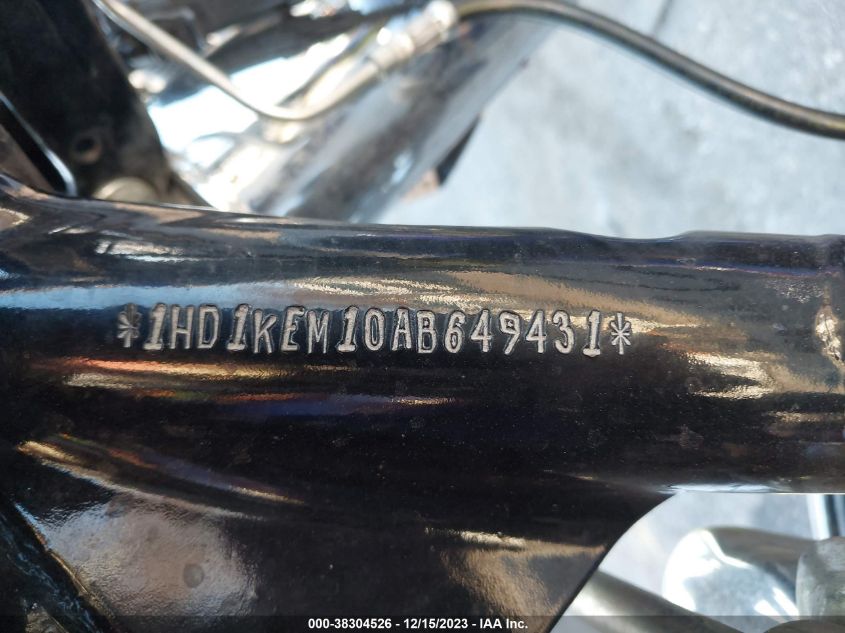 *1HD1KEM10AB649431*
000-38304526 - 12/15/2023 - IAA Inc.